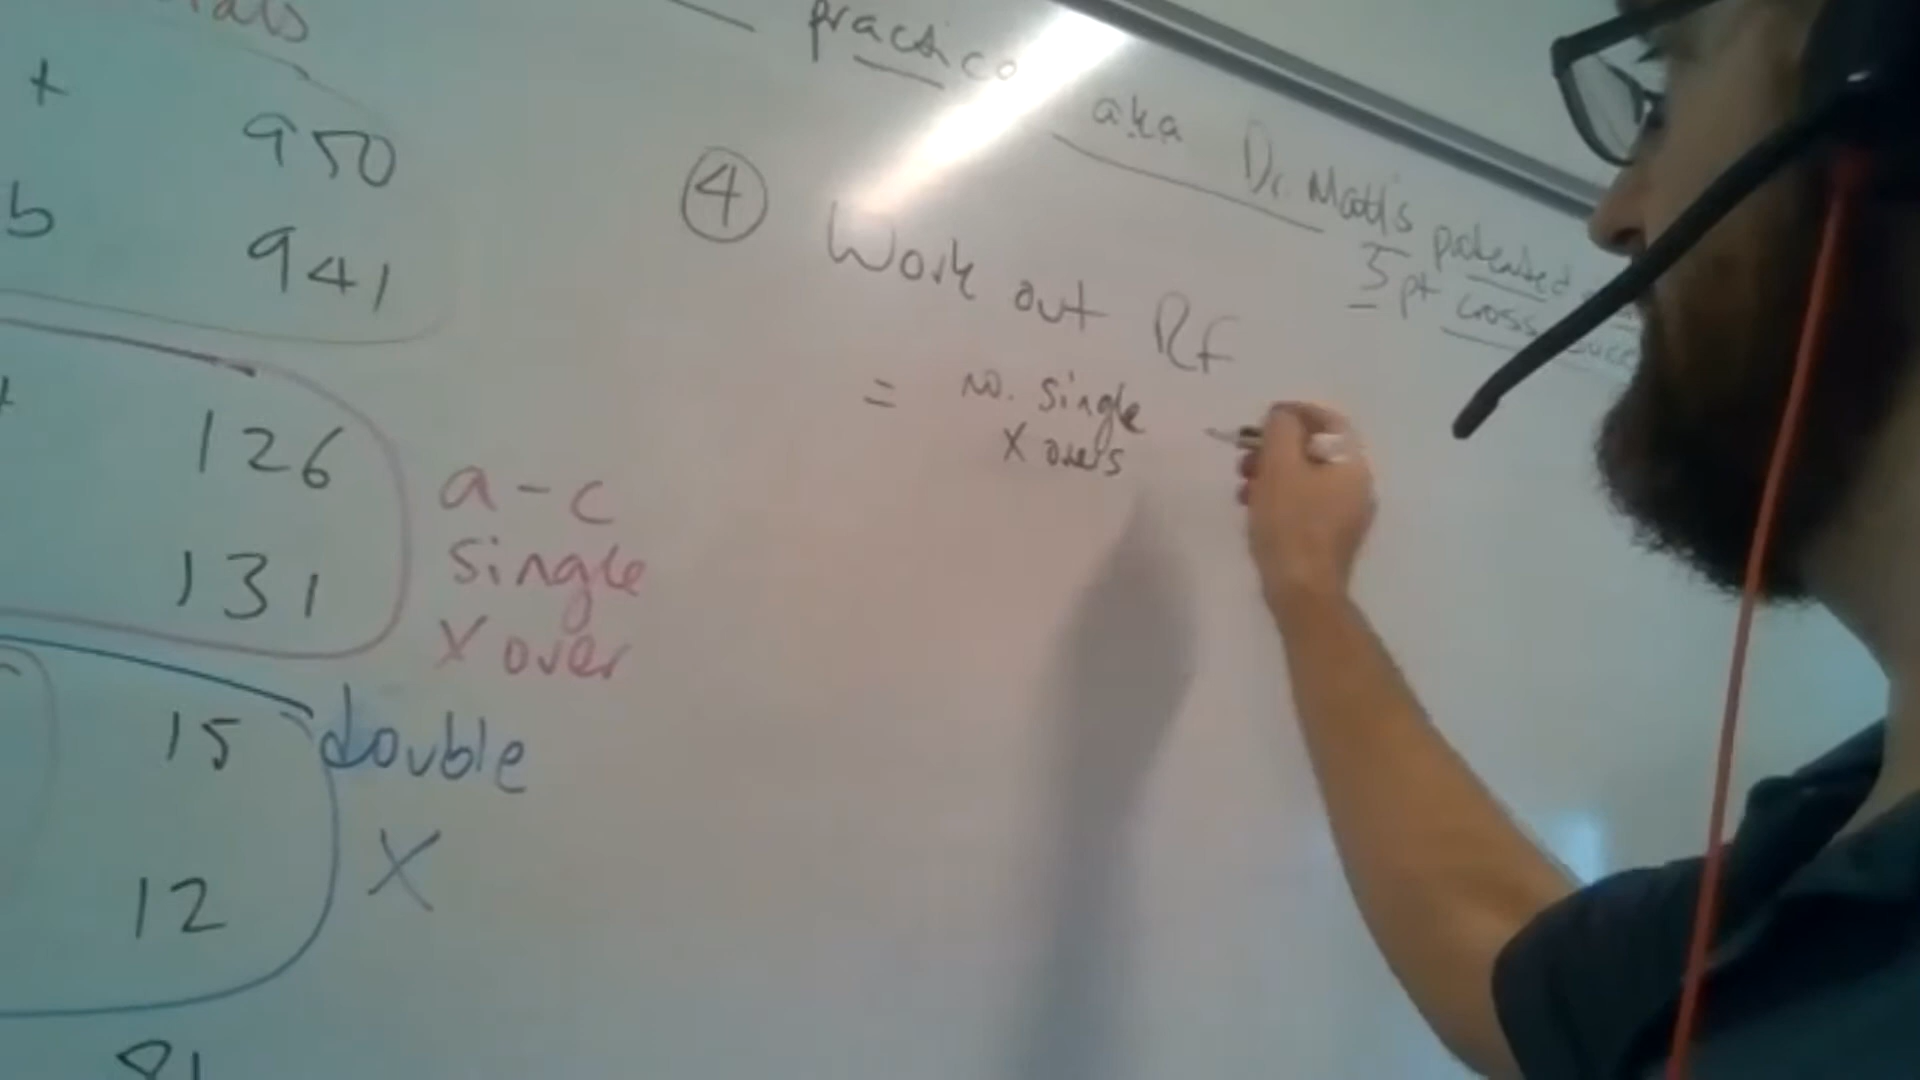 practice
aka Dr Matt's patented
5 pt cross
+ 950
b 941
126
131
a-c
single
X over
15 double
12 X
④ Work out RF
= no. single
X overs